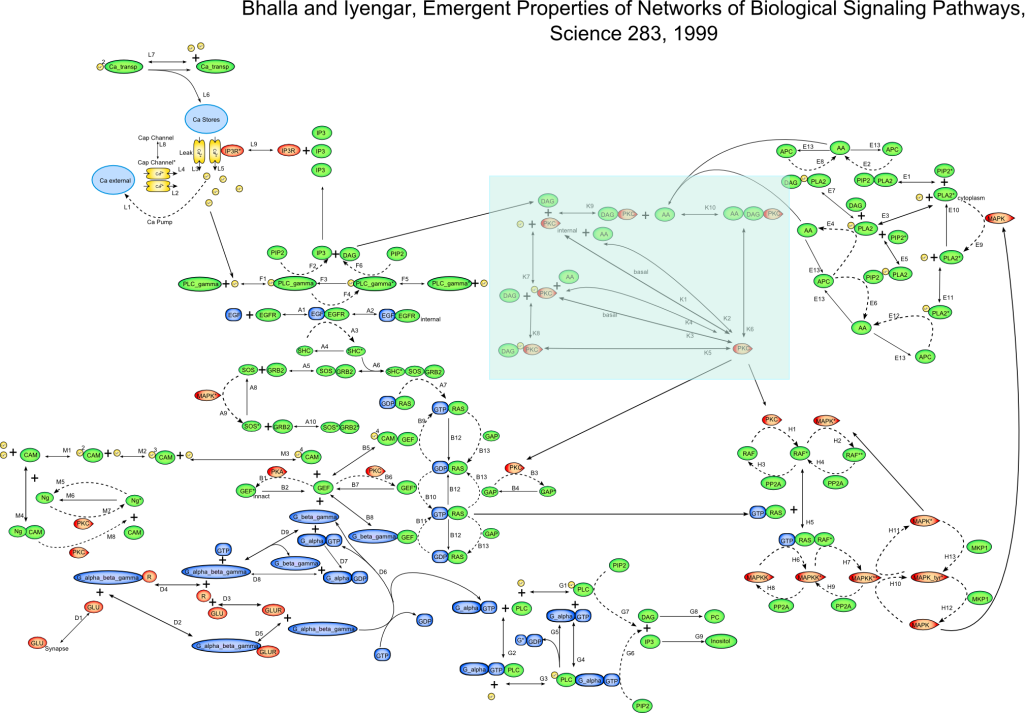 Bhalla and Iyengar, Emergent Properties of Networks of Biological Signaling Pathways,
Science 283, 1999
L7
2
Ca_transp
+
Ca_transp
L6
Ca Stores
Cap Channel
L8
Cap Channel*
Leak
IP3R*
L9
IP3R
+
IP3
IP3
IP3
L3
L5
L4
L2
Ca external
L1
Ca Pump
PIP2
IP3
+
DAG
PIP2
F2
F6
PLC_gamma
+
F1
PLC_gamma
F3
PLC_gamma*
F5
PLC_gamma*
+
F4
EGF
+
EGFR
A1
EGF
EGFR
A2
EGF
EGFR
internal
A3
SHC
A4
SHC*
A6
SOS
+
GRB2
A5
SOS
GRB2
SHC*
SOS
GRB2
MAPK*
A8
A9
SOS*
+
GRB2
A10
SOS*
GRB2*
A7
GDP
RAS
GTP
RAS
B9
B12
GAP
B13
4
CAM
GEF
B5
GDP
RAS
PKA
PKC
B1
B6
GEF*
innact
B2
GEF
B7
GEF*
B10
B12
GAP
B4
B3
PKC
GAP*
GTP
RAS
B8
G_beta_gamma
GEF
B11
B12
B13
GAP
GDP
RAS
+
CAM
M1
2
CAM
+
M2
3
CAM
+
M3
4
CAM
+
Ng
M5
M6
Ng*
M7
PKC
+
M4
M8
Ng
CAM
CAM
PKC
G_beta_gamma
+
D9
G_alpha
GTP
GTP
+
G_beta_gamma
D7
+
D6
G_alpha_beta_gamma
D8
G_alpha
GDP
G_alpha_beta_gamma
R
D4
+
R
GLU
+
D3
GLU
GLUR
+
D1
D2
GLU
Synapse
G_alpha_beta_gamma
D5
GLUR
G_alpha_beta_gamma
GTP
GDP
G_alpha
GTP
+
PLC
+
G1
PLC
+
PIP2
G_alpha
GTP
G7
G*
GDP
G5
G2
G4
G_alpha
GTP
PLC
+
G3
PLC
G_alpha
GTP
G6
PIP2
DAG
G8
PC
+
IP3
G9
Inositol
DAG
+
PKC
internal
K9
DAG
PKC
+
AA
K10
AA
DAG
PKC
+
+
AA
K7
basal
K1
K2
DAG
+
PKC
+
AA
basal
K4
K3
K6
K8
DAG
PKC
K5
PKC
APC
E13
AA
E13
APC
E8
E2
DAG
PLA2
PIP2
PLA2
E1
PIP2*
+
PLA2*
cytoplasm
E7
DAG
+
E3
E10
MAPK
AA
E4
PLA2
+
PIP2*
E9
PLA2*
E5
PIP2
PLA2
E13
APC
E6
E11
PLA2*
E13
AA
E12
E13
APC
PKC
MAPK*
H1
H2
RAF
RAF*
RAF**
H3
H4
PP2A
PP2A
GTP
RAS
+
H5
GTP
RAS
RAF*
H6
H7
MAPKK
MAPKK*
MAPKK**
H8
H9
PP2A
PP2A
MAPK*
H11
H13
MKP1
H10
MAPK_tyr*
MKP1
H12
MAPK